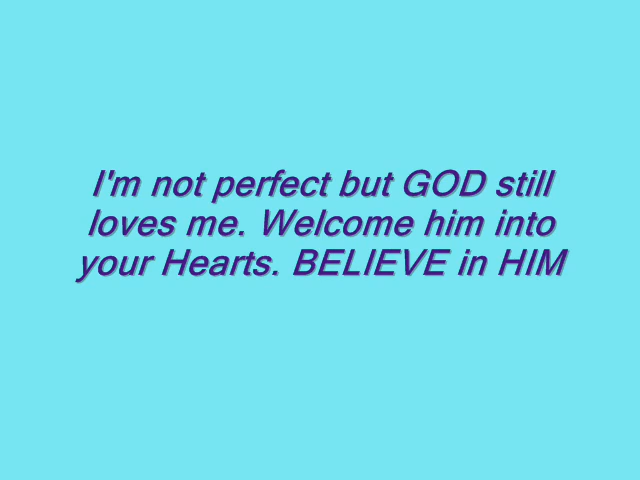 I'm not perfect but GOD still
loves me. Welcome him into
your Hearts. BELIEVE in HIM